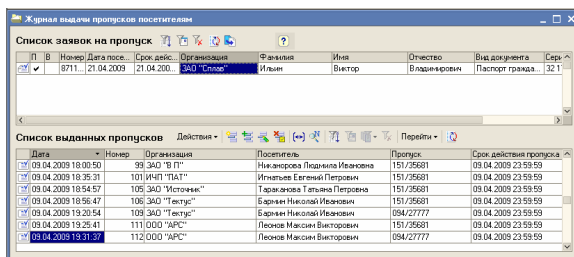 Журнал выдачи пропусков посетителям
Список заявок на пропуск
П В Номер Дата посе... Срок дейс... Организация Фамилия Имя Отчество Вид документа Сери
8711... 21.04.2009 21.04.200... ЗАО "Сплав" Ильин Виктор Владимирович Паспорт гражда... 32 1
Список выданных пропусков Действия Перейти
Дата Номер Организация Посетитель Пропуск Срок действия пропуска
09.04.2009 18:00:50 99 ЗАО "В П" Никанорова Людмила Ивановна 151/35681 09.04.2009 23:59:59
09.04.2009 18:35:31 101 ИЧП "ПАТ" Игнатьев Евгений Петрович 151/35681 09.04.2009 23:59:59
09.04.2009 18:54:57 105 ЗАО "Источник" Тараканова Татьяна Петровна 151/35681 09.04.2009 23:59:59
09.04.2009 18:56:47 106 ЗАО "Тектус" Бармин Николай Иванович 151/35681 09.04.2009 23:59:59
09.04.2009 19:20:54 109 ЗАО "Тектус" Бармин Николай Иванович 094/27777 09.04.2009 23:59:59
09.04.2009 19:25:41 111 ООО "АРС" Леонов Максим Викторович 151/35681 09.04.2009 23:59:59
09.04.2009 19:31:37 112 ООО "АРС" Леонов Максим Викторович 094/27777 09.04.2009 23:59:59